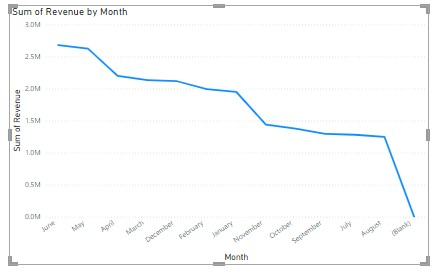 Sum of Revenue by Month
3.0M
2.5M
2.0M
1.5M
1.0M
0.5M
0.0M
Sum of Revenue
June
May
April
March
December
February
January
November
October
September
July
August
(Blank)
Month